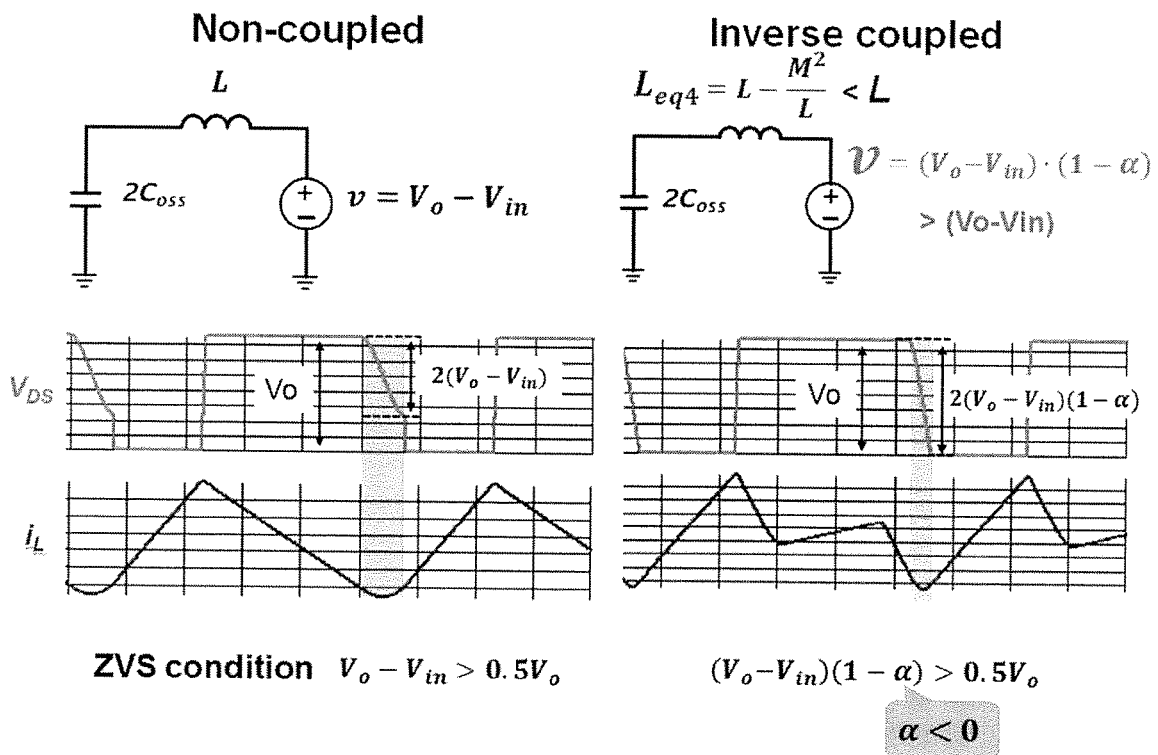 Non-coupled
L
2C_oss
v = V_o − V_in
Inverse coupled
L_eq4 = L − M²/L < L
2C_oss
v = (V_o−V_in)·(1 − α)
> (Vo-Vin)
V_DS
Vo
2(V_o − V_in)
Vo
2(V_o − V_in)(1−α)
i_L
ZVS condition V_o − V_in > 0.5V_o
(V_o−V_in)(1 − α) > 0.5V_o
α < 0